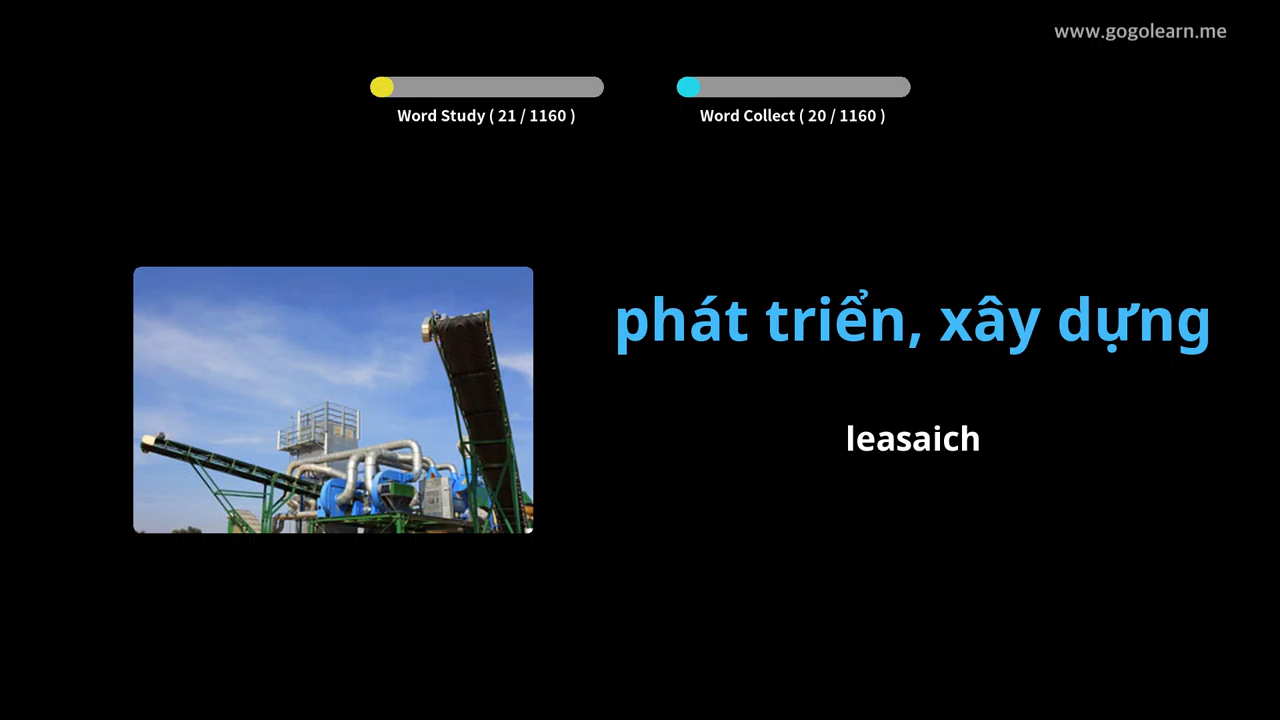 www.gogolearn.me
Word Study ( 21 / 1160 )
Word Collect ( 20 / 1160 )
phát triển, xây dựng
leasaich